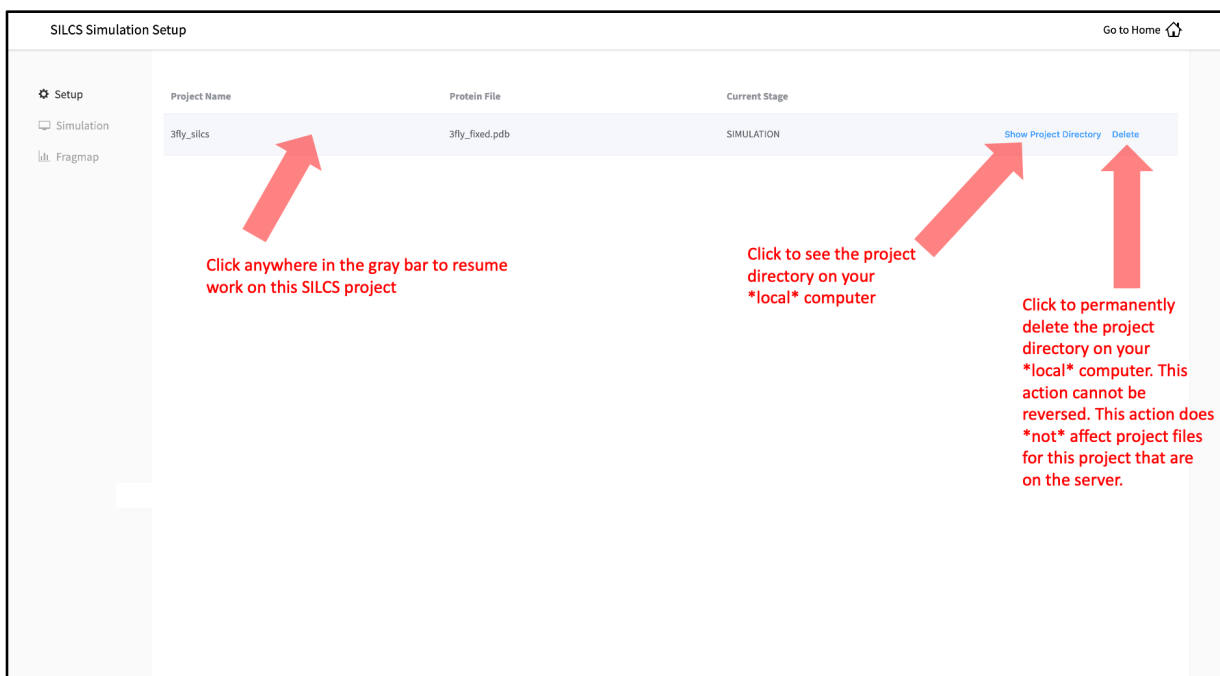 SILCS Simulation Setup
Go to Home
Setup
Simulation
Fragmap
Project Name Protein File Current Stage
3fly_silcs 3fly_fixed.pdb SIMULATION Show Project Directory Delete
Click anywhere in the gray bar to resume
work on this SILCS project
Click to see the project
directory on your
*local* computer
Click to permanently
delete the project
directory on your
*local* computer. This
action cannot be
reversed. This action does
*not* affect project files
for this project that are
on the server.